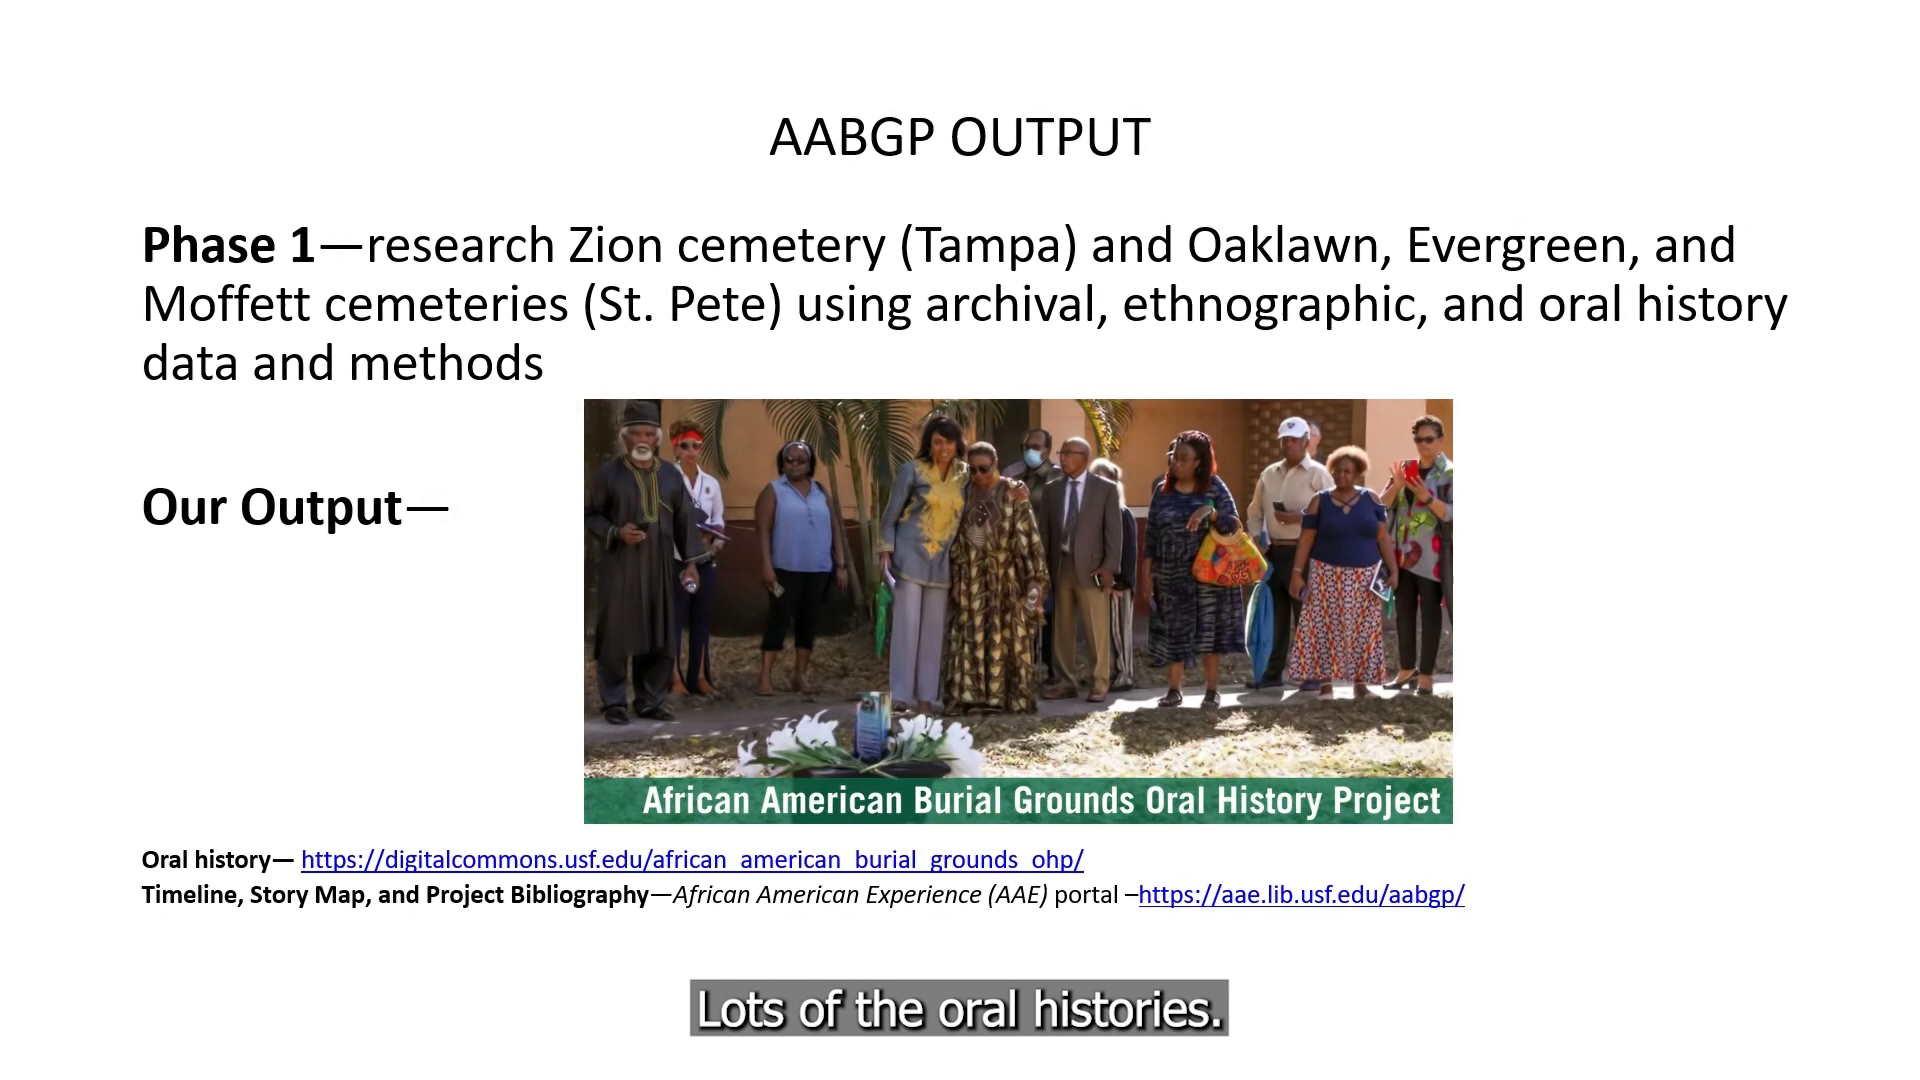 AABGP OUTPUT
Phase 1—research Zion cemetery (Tampa) and Oaklawn, Evergreen, and
Moffett cemeteries (St. Pete) using archival, ethnographic, and oral history
data and methods
Our Output—
African American Burial Grounds Oral History Project
Oral history— https://digitalcommons.usf.edu/african_american_burial_grounds_ohp/
Timeline, Story Map, and Project Bibliography—African American Experience (AAE) portal –https://aae.lib.usf.edu/aabgp/
Lots of the oral histories.